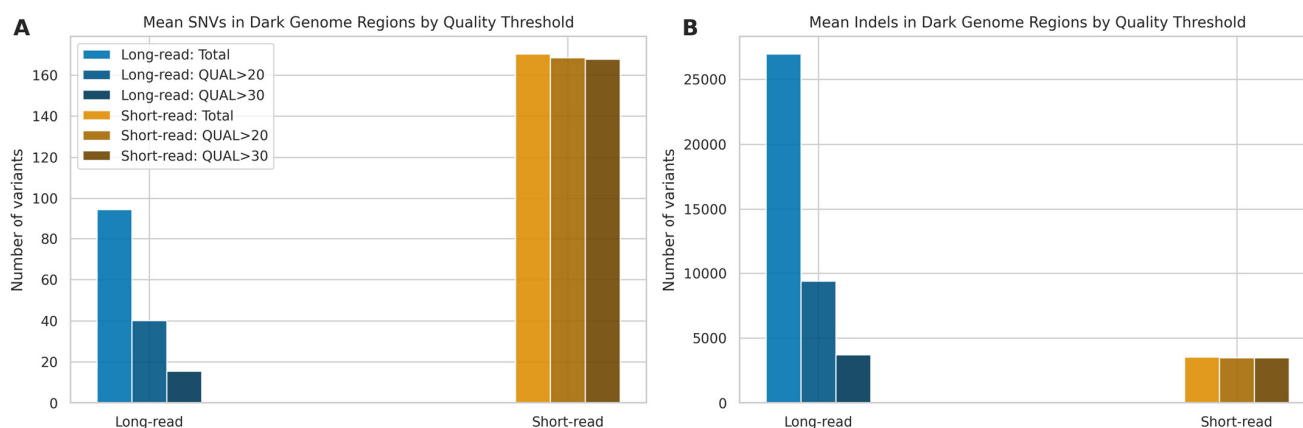 A
Mean SNVs in Dark Genome Regions by Quality Threshold
Number of variants
160
140
120
100
80
60
40
20
0
Long-read: Total
Long-read: QUAL>20
Long-read: QUAL>30
Short-read: Total
Short-read: QUAL>20
Short-read: QUAL>30
Long-read
Short-read
B
Mean Indels in Dark Genome Regions by Quality Threshold
Number of variants
25000
20000
15000
10000
5000
0
Long-read
Short-read